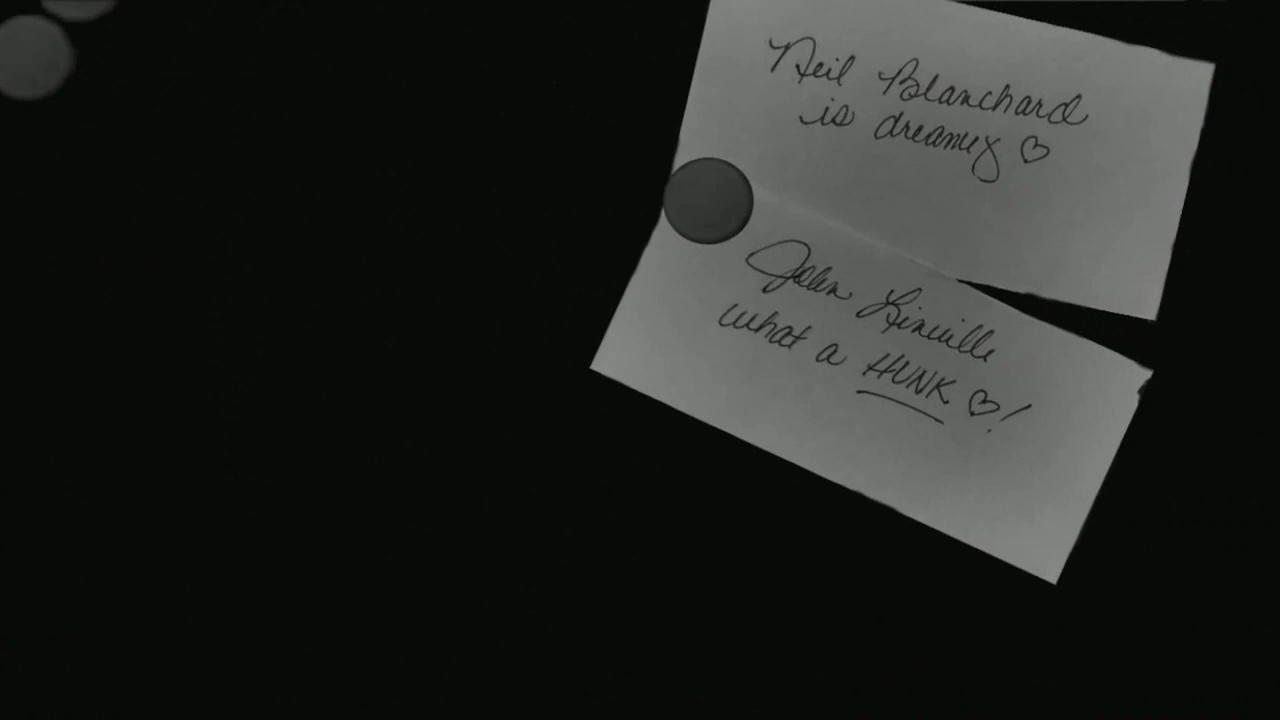 Neil Blanchard
is dreamy ♡
John Linville
what a HUNK ♡!